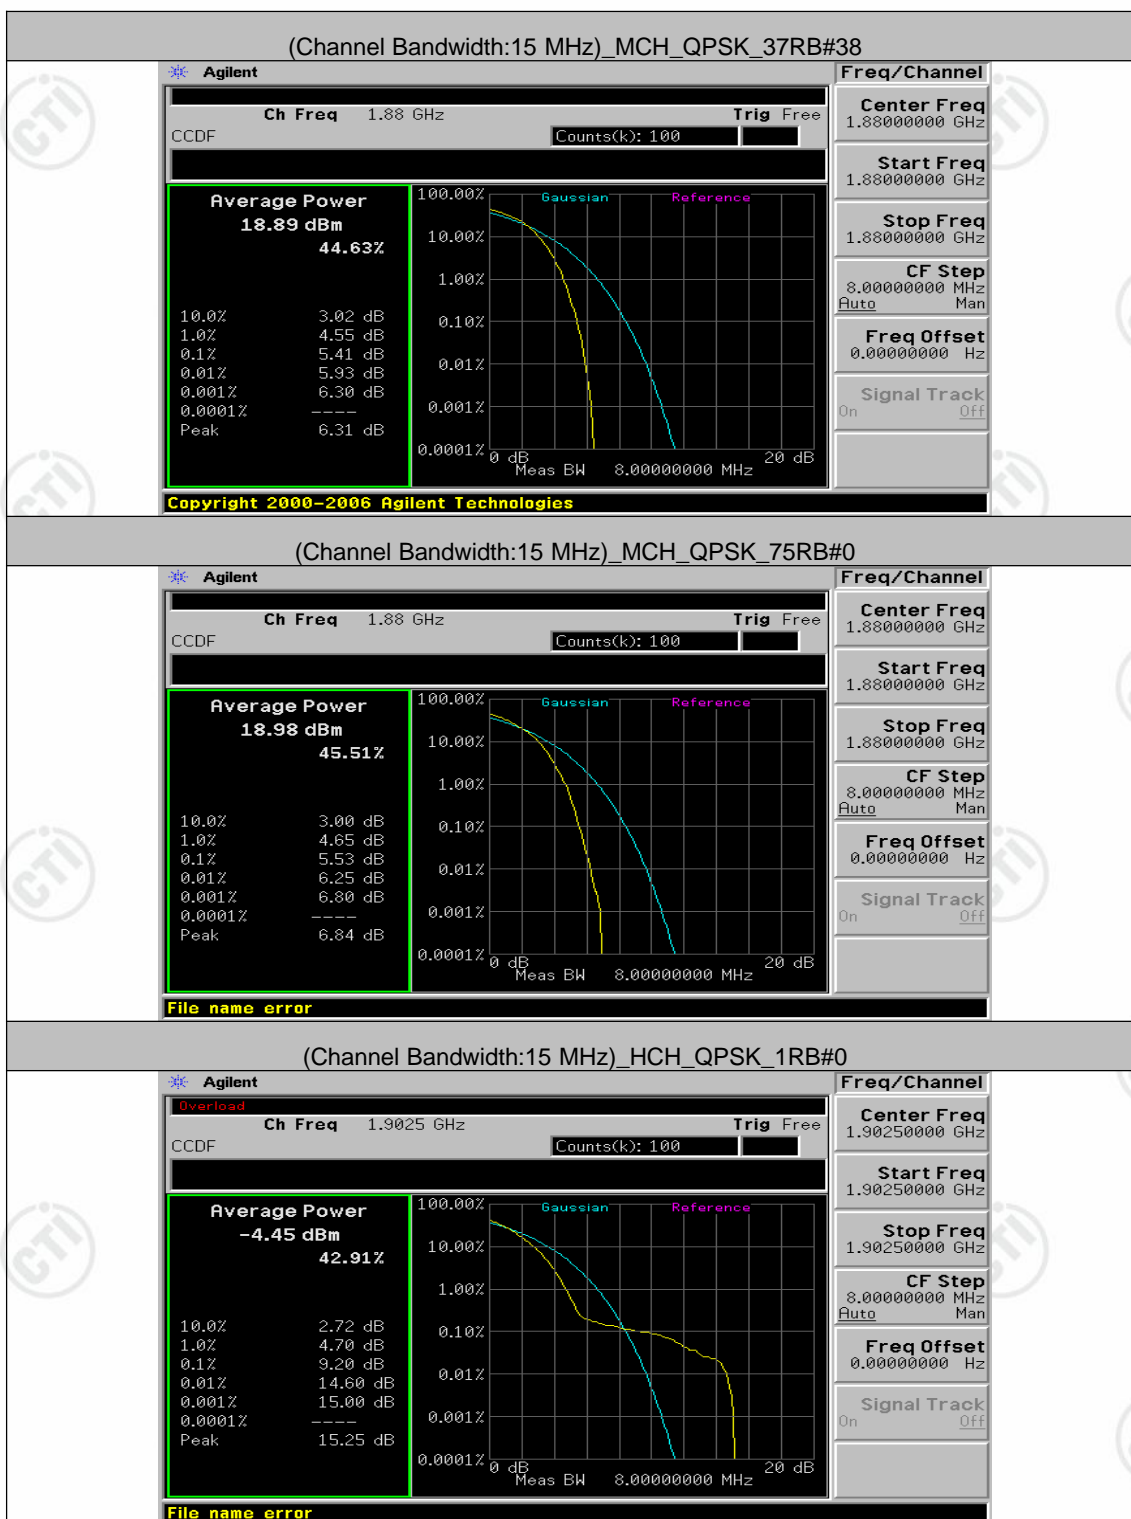 (Channel Bandwidth:15 MHz)_MCH_QPSK_37RB#38
Agilent
Freq/Channel
Ch Freq 1.88 GHz Trig Free
CCDF Counts(k): 100
Center Freq
1.88000000 GHz
Start Freq
1.88000000 GHz
Stop Freq
1.88000000 GHz
CF Step
8.00000000 MHz
Auto Man
Freq Offset
0.00000000 Hz
Signal Track
On Off
Average Power
18.89 dBm
44.63%
10.0% 3.02 dB
1.0% 4.55 dB
0.1% 5.41 dB
0.01% 5.93 dB
0.001% 6.30 dB
0.0001% ----
Peak 6.31 dB
Gaussian Reference
100.00%
10.00%
1.00%
0.10%
0.01%
0.001%
0.0001%
0 dB 20 dB
Meas BW 8.00000000 MHz
Copyright 2000-2006 Agilent Technologies
(Channel Bandwidth:15 MHz)_MCH_QPSK_75RB#0
Agilent
Freq/Channel
Ch Freq 1.88 GHz Trig Free
CCDF Counts(k): 100
Center Freq
1.88000000 GHz
Start Freq
1.88000000 GHz
Stop Freq
1.88000000 GHz
CF Step
8.00000000 MHz
Auto Man
Freq Offset
0.00000000 Hz
Signal Track
On Off
Average Power
18.98 dBm
45.51%
10.0% 3.00 dB
1.0% 4.65 dB
0.1% 5.53 dB
0.01% 6.25 dB
0.001% 6.80 dB
0.0001% ----
Peak 6.84 dB
Gaussian Reference
100.00%
10.00%
1.00%
0.10%
0.01%
0.001%
0.0001%
0 dB 20 dB
Meas BW 8.00000000 MHz
File name error
(Channel Bandwidth:15 MHz)_HCH_QPSK_1RB#0
Agilent
Freq/Channel
Overload
Ch Freq 1.9025 GHz Trig Free
CCDF Counts(k): 100
Center Freq
1.90250000 GHz
Start Freq
1.90250000 GHz
Stop Freq
1.90250000 GHz
CF Step
8.00000000 MHz
Auto Man
Freq Offset
0.00000000 Hz
Signal Track
On Off
Average Power
-4.45 dBm
42.91%
10.0% 2.72 dB
1.0% 4.70 dB
0.1% 9.20 dB
0.01% 14.60 dB
0.001% 15.00 dB
0.0001% ----
Peak 15.25 dB
Gaussian Reference
100.00%
10.00%
1.00%
0.10%
0.01%
0.001%
0.0001%
0 dB 20 dB
Meas BW 8.00000000 MHz
File name error
CTI
CTI
CTI
CTI
CTI
CTI
CTI
CTI